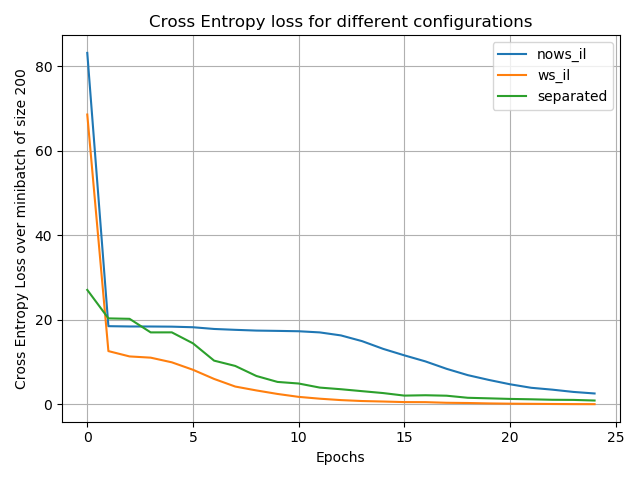 Cross Entropy loss for different configurations
nows_il
ws_il
separated
Cross Entropy Loss over minibatch of size 200
80
60
40
20
0
0 5 10 15 20 25
Epochs